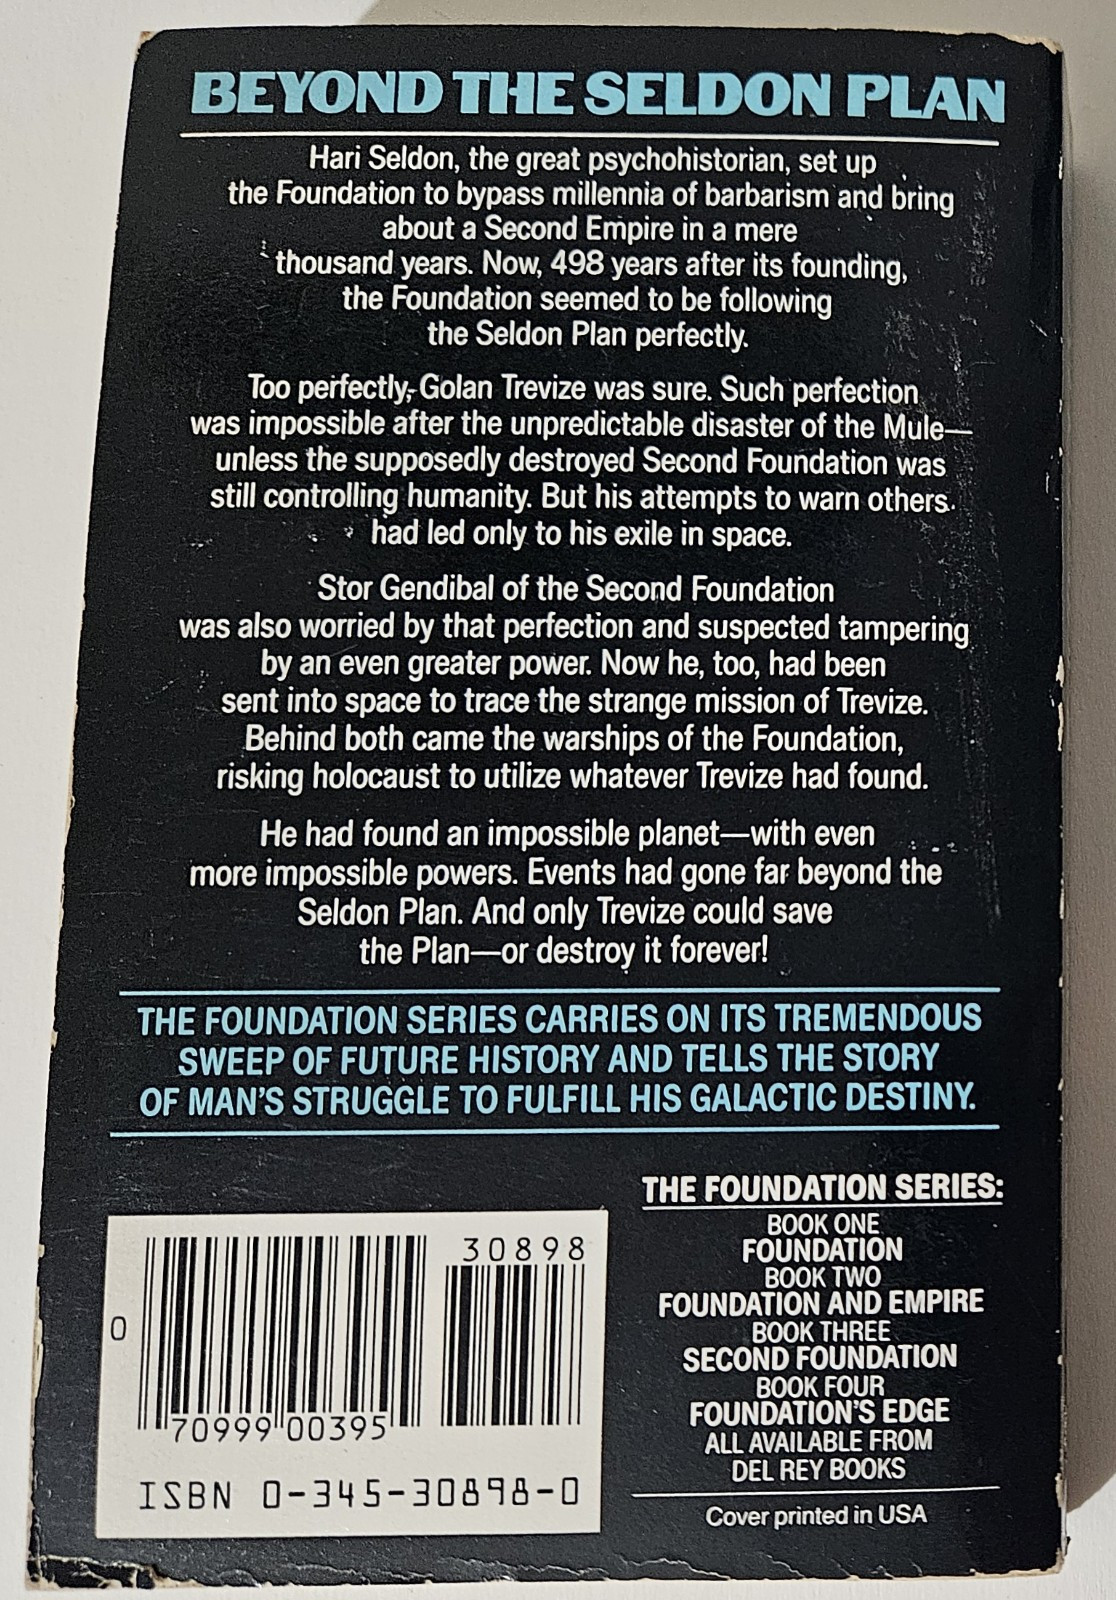 BEYOND THE SELDON PLAN
Hari Seldon, the great psychohistorian, set up
the Foundation to bypass millennia of barbarism and bring
about a Second Empire in a mere
thousand years. Now, 498 years after its founding,
the Foundation seemed to be following
the Seldon Plan perfectly.
Too perfectly, Golan Trevize was sure. Such perfection
was impossible after the unpredictable disaster of the Mule—
unless the supposedly destroyed Second Foundation was
still controlling humanity. But his attempts to warn others
had led only to his exile in space.
Stor Gendibal of the Second Foundation
was also worried by that perfection and suspected tampering
by an even greater power. Now he, too, had been
sent into space to trace the strange mission of Trevize.
Behind both came the warships of the Foundation,
risking holocaust to utilize whatever Trevize had found.
He had found an impossible planet—with even
more impossible powers. Events had gone far beyond the
Seldon Plan. And only Trevize could save
the Plan—or destroy it forever!
THE FOUNDATION SERIES CARRIES ON ITS TREMENDOUS
SWEEP OF FUTURE HISTORY AND TELLS THE STORY
OF MAN'S STRUGGLE TO FULFILL HIS GALACTIC DESTINY.
30898
0
70999 00395
ISBN 0-345-30898-0
THE FOUNDATION SERIES:
BOOK ONE
FOUNDATION
BOOK TWO
FOUNDATION AND EMPIRE
BOOK THREE
SECOND FOUNDATION
BOOK FOUR
FOUNDATION'S EDGE
ALL AVAILABLE FROM
DEL REY BOOKS
Cover printed in USA